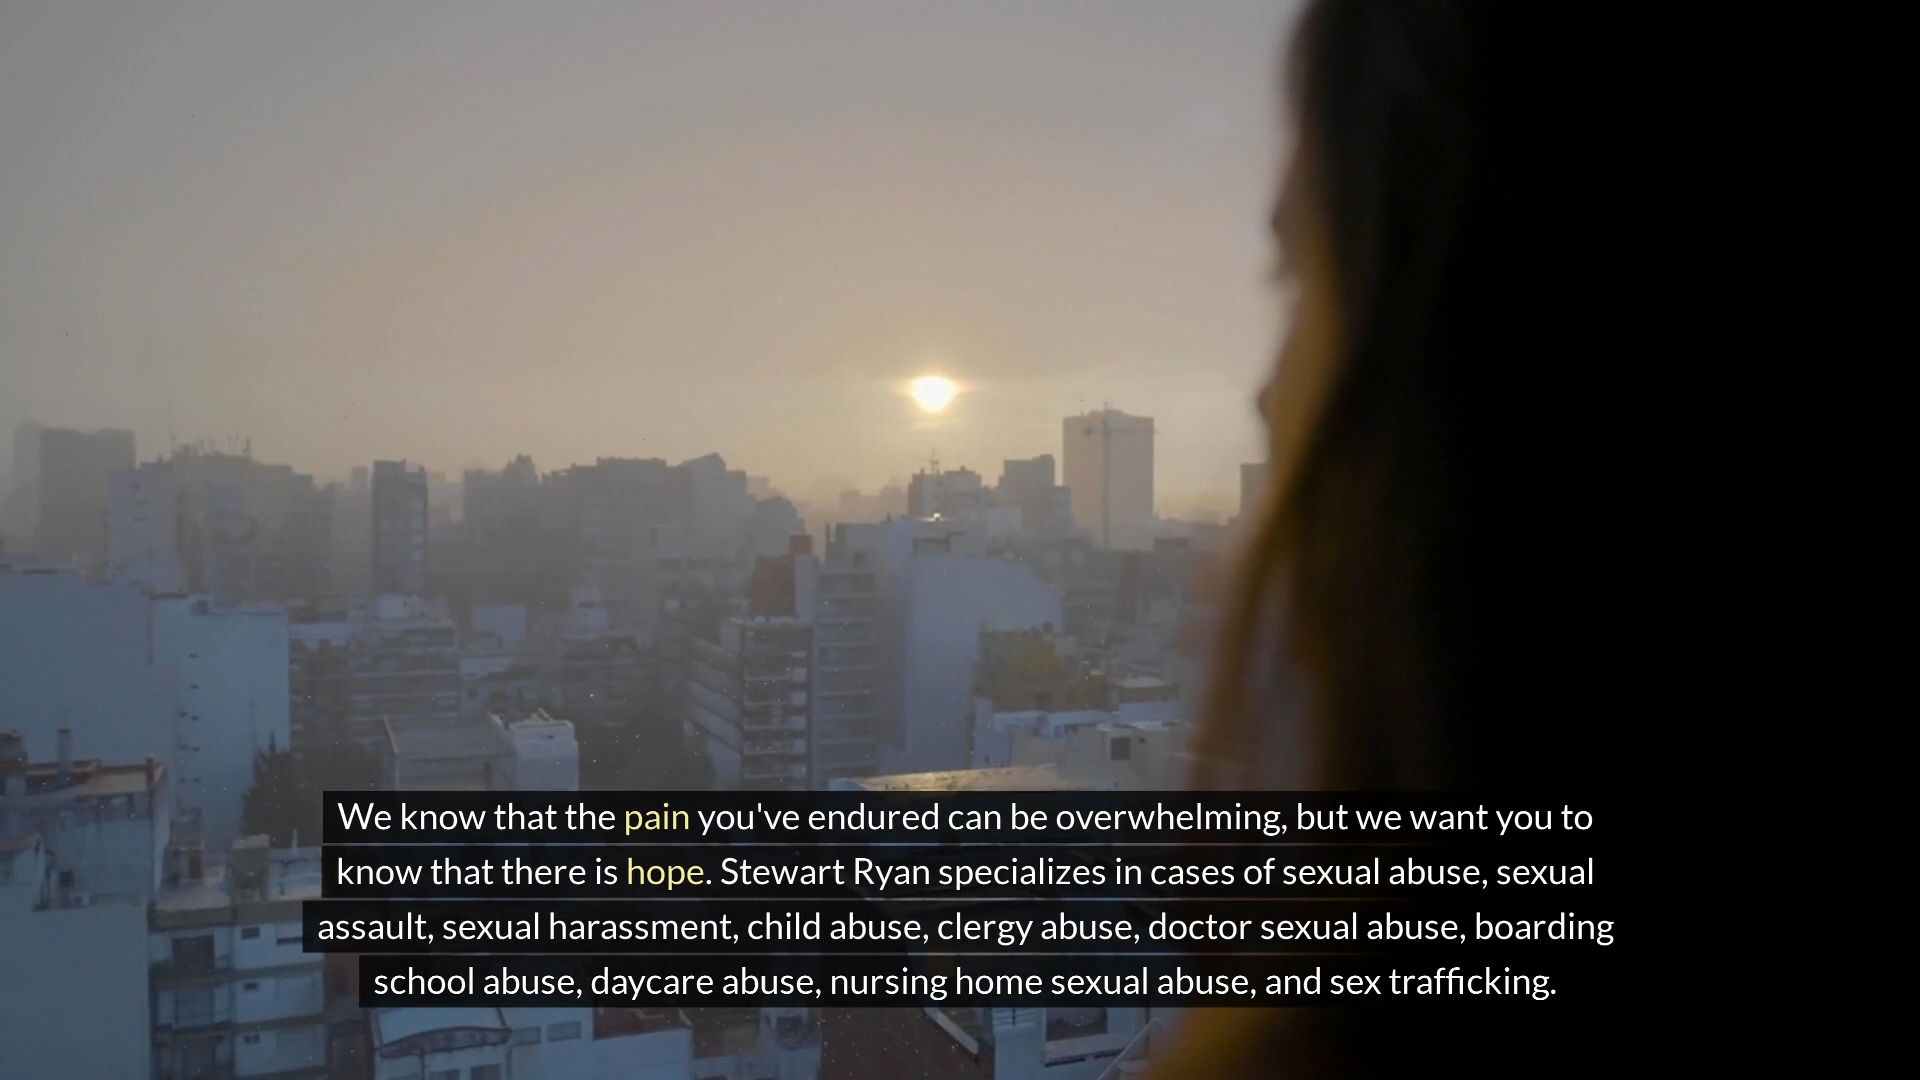 We know that the pain you've endured can be overwhelming, but we want you to
know that there is hope. Stewart Ryan specializes in cases of sexual abuse, sexual
assault, sexual harassment, child abuse, clergy abuse, doctor sexual abuse, boarding
school abuse, daycare abuse, nursing home sexual abuse, and sex trafficking.